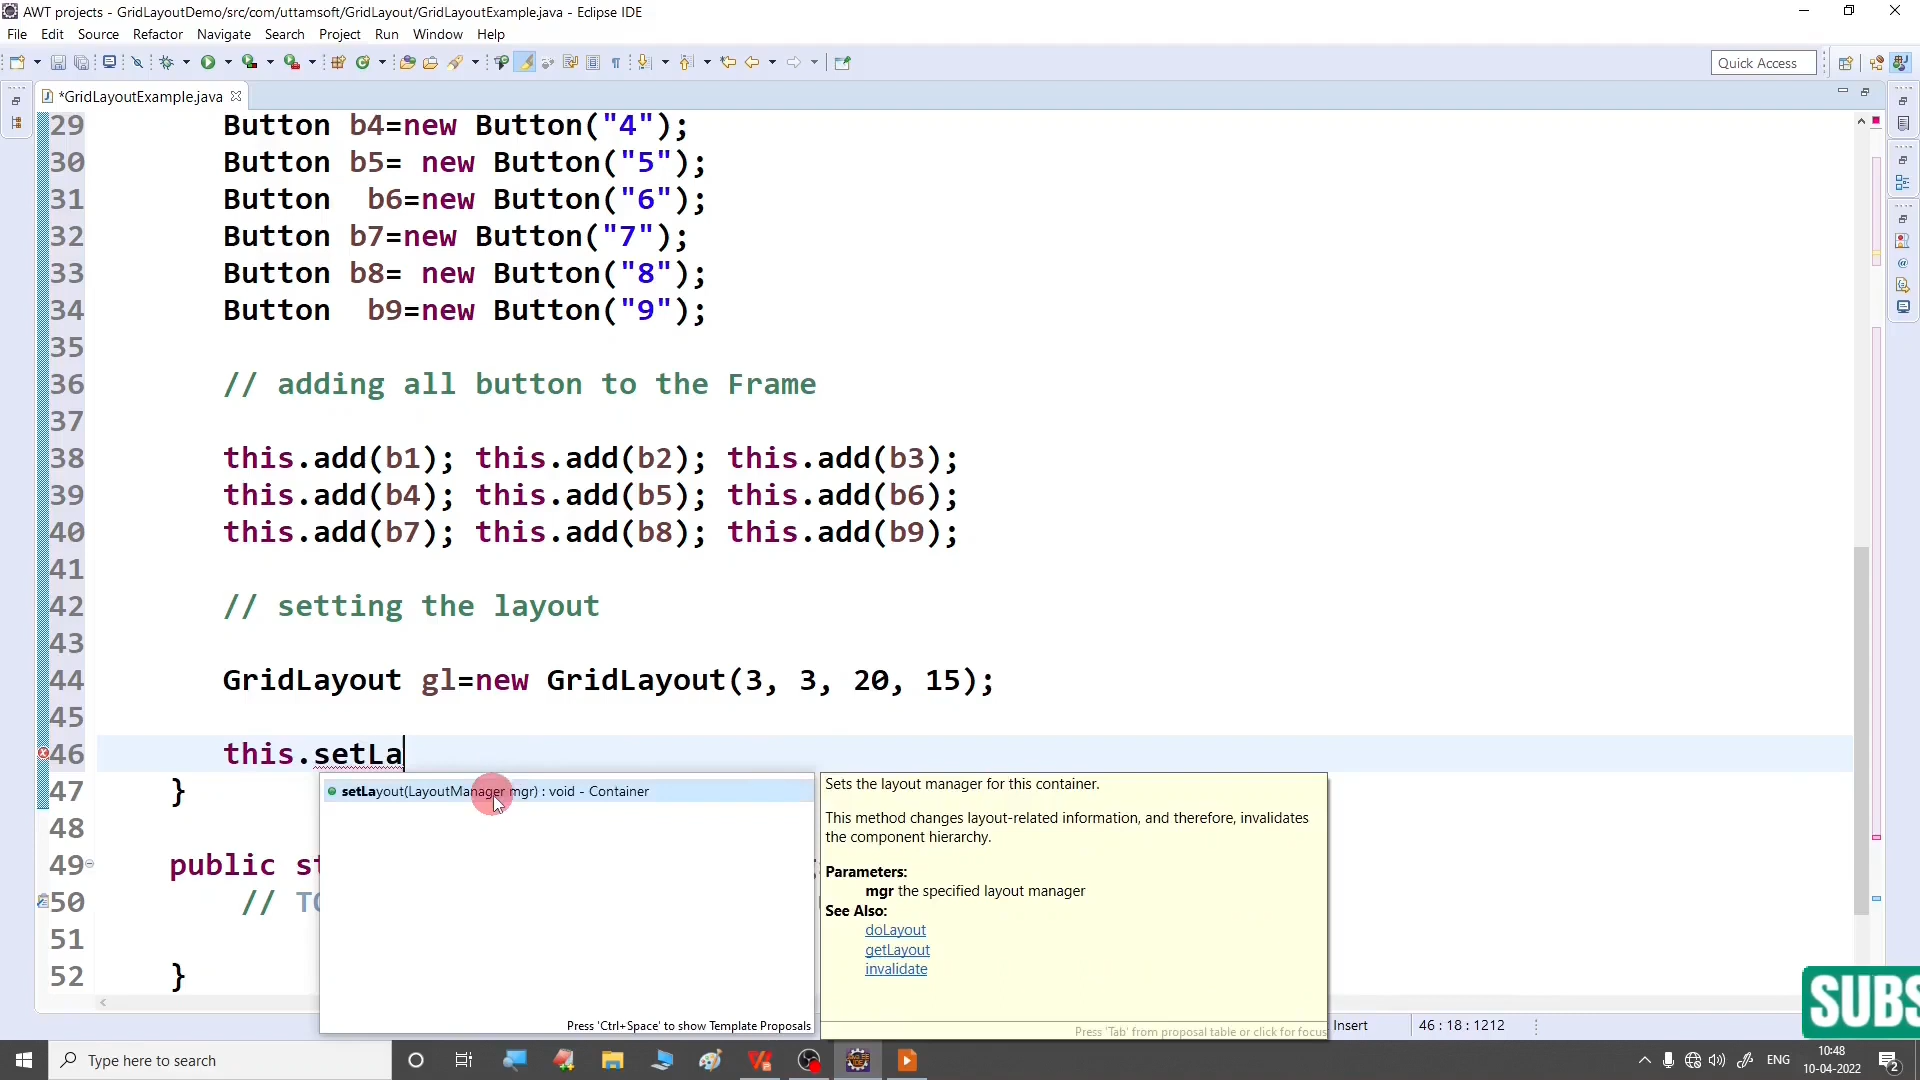 AWT projects - GridLayoutDemo/src/com/uttamsoft/GridLayout/GridLayoutExample.java - Eclipse IDE
File Edit Source Refactor Navigate Search Project Run Window Help
Quick Access
*GridLayoutExample.java
29 Button b4=new Button("4");
30 Button b5= new Button("5");
31 Button  b6=new Button("6");
32 Button b7=new Button("7");
33 Button b8= new Button("8");
34 Button  b9=new Button("9");
35
36 // adding all button to the Frame
37
38 this.add(b1); this.add(b2); this.add(b3);
39 this.add(b4); this.add(b5); this.add(b6);
40 this.add(b7); this.add(b8); this.add(b9);
41
42 // setting the layout
43
44 GridLayout gl=new GridLayout(3, 3, 20, 15);
45
46 this.setLa
47 }
48
49 public st
50 // TO
51
52 }
setLayout(LayoutManager mgr) : void - Container
Press 'Ctrl+Space' to show Template Proposals
Sets the layout manager for this container.
This method changes layout-related information, and therefore, invalidates
the component hierarchy.
Parameters:
mgr the specified layout manager
See Also:
doLayout
getLayout
invalidate
Press 'Tab' from proposal table or click for focus
Insert 46 : 18 : 1212
SUBS
Type here to search
ENG
10:48
10-04-2022
2